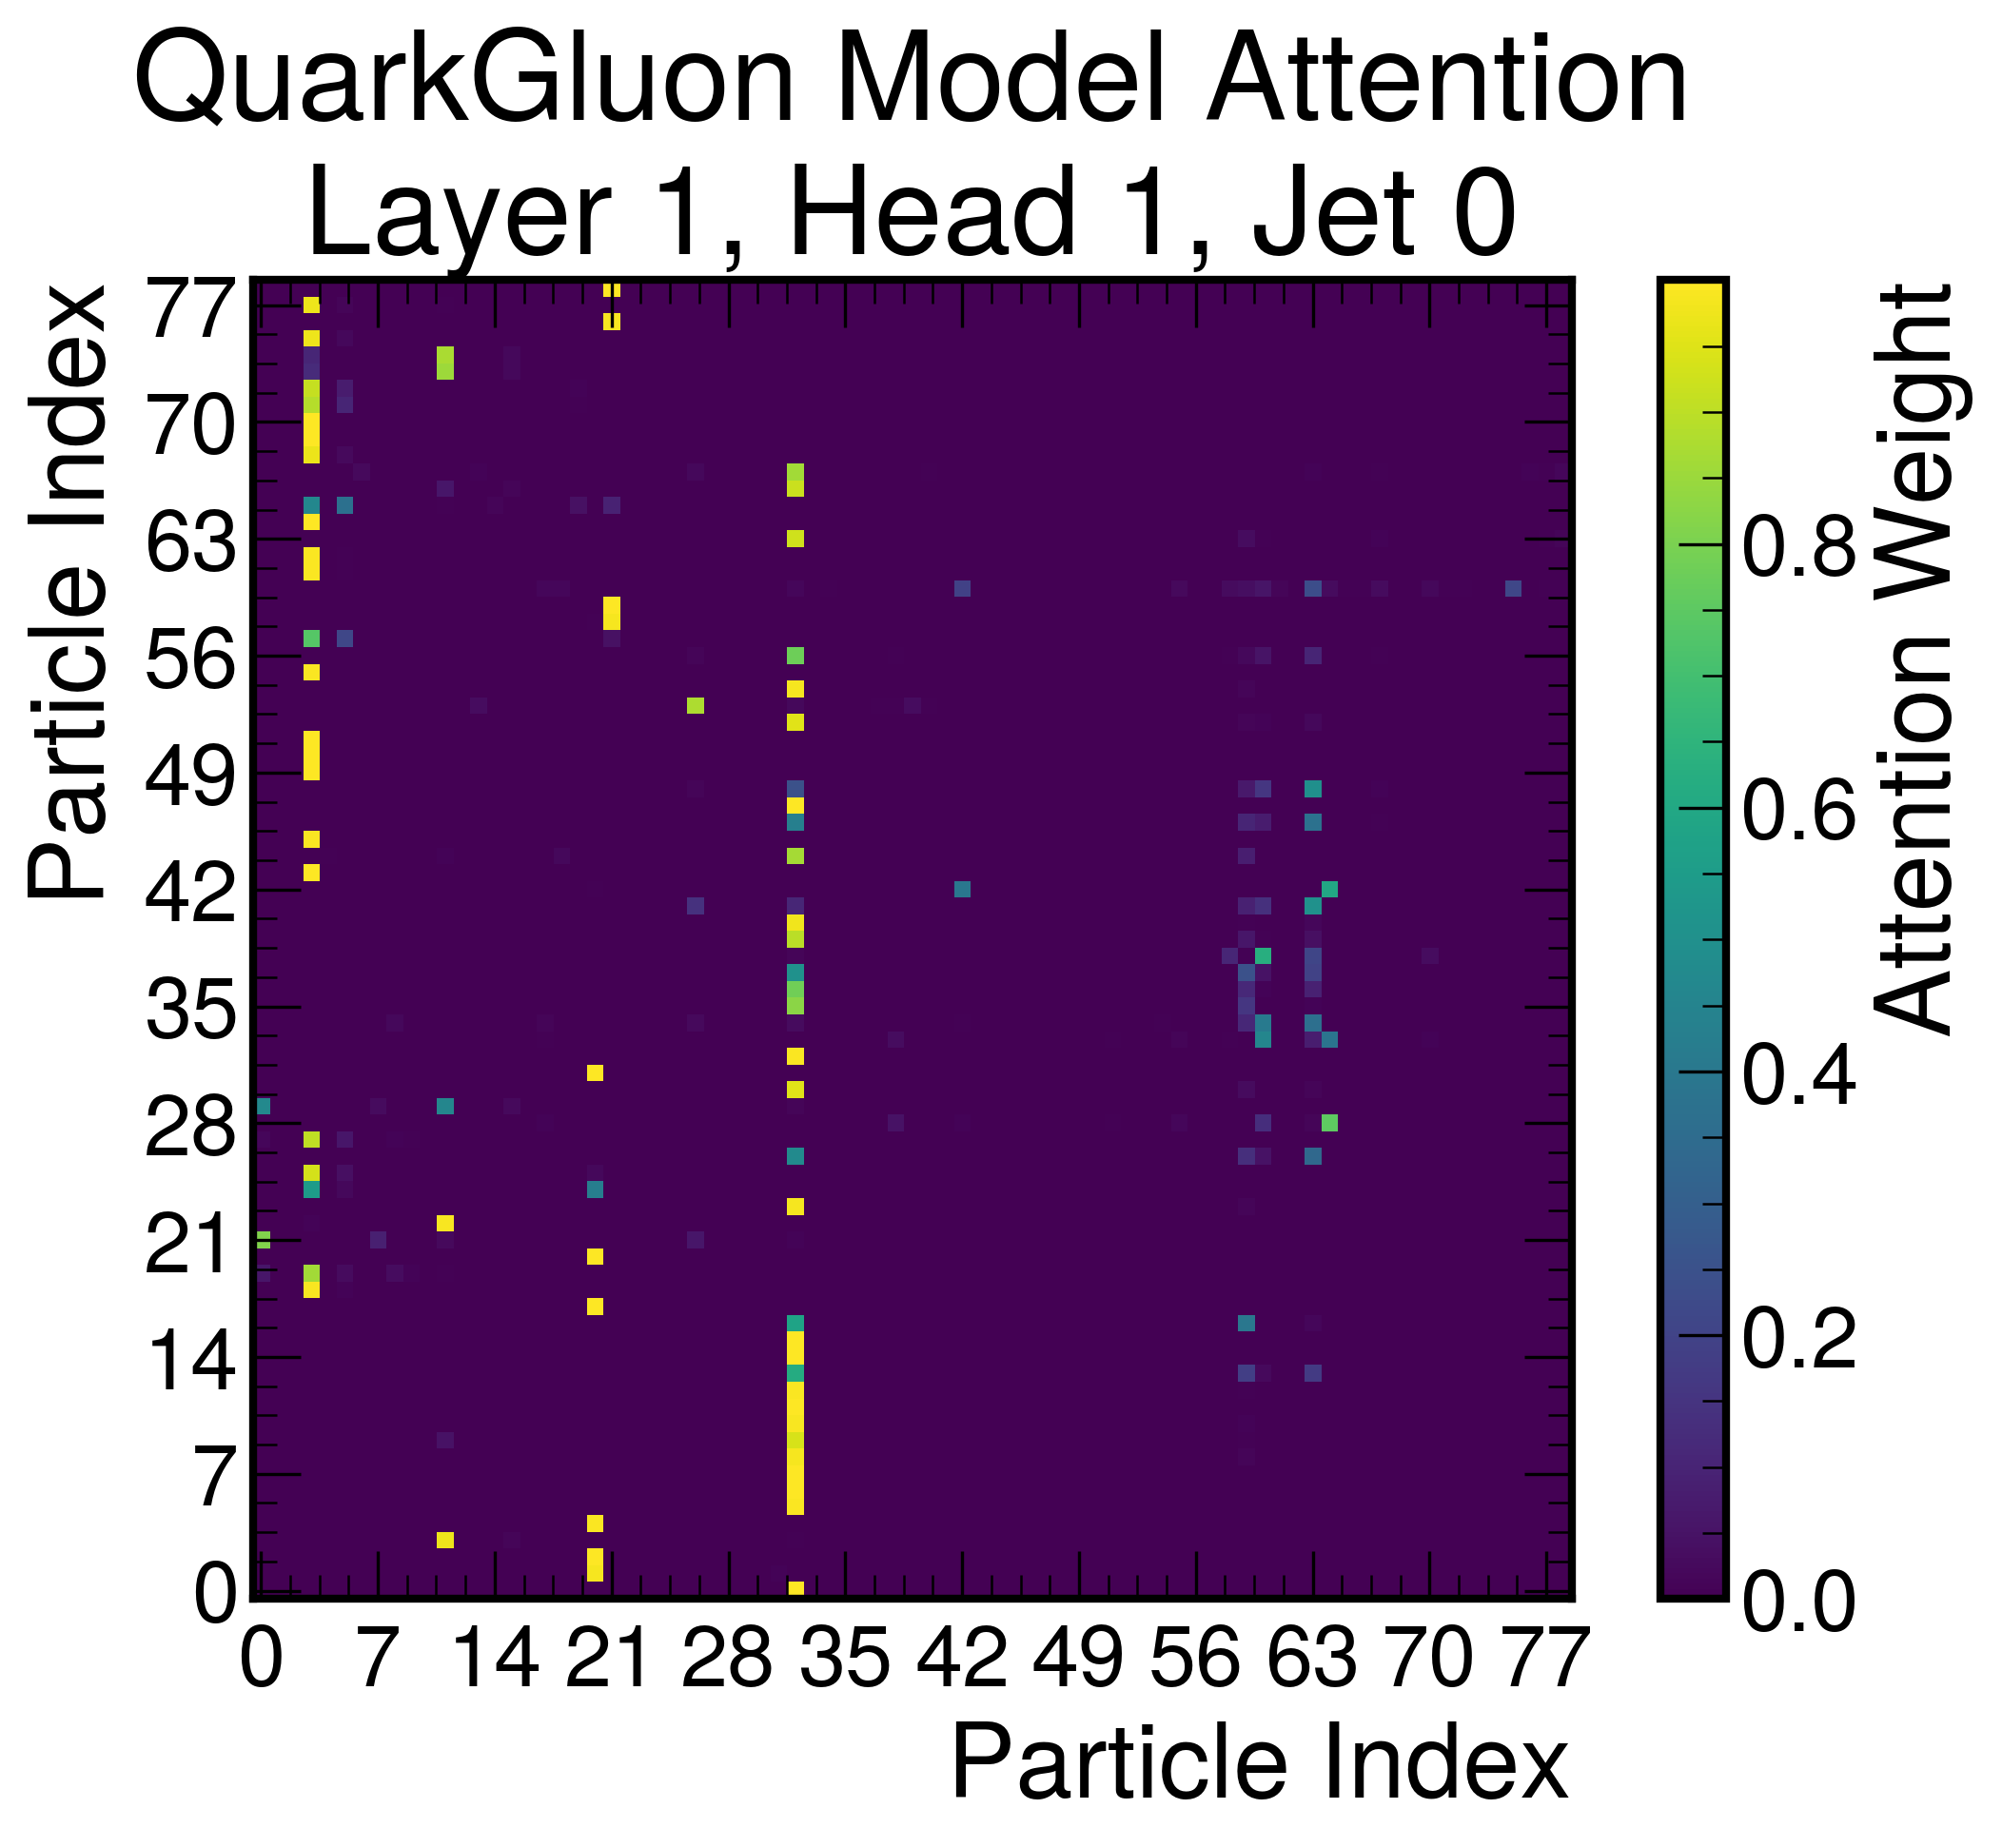 QuarkGluon Model Attention
Layer 1, Head 1, Jet 0
Particle Index
77
70
63
56
49
42
35
28
21
14
7
0
0 7 14 21 28 35 42 49 56 63 70 77
Particle Index
0.8
0.6
0.4
0.2
0.0
Attention Weight